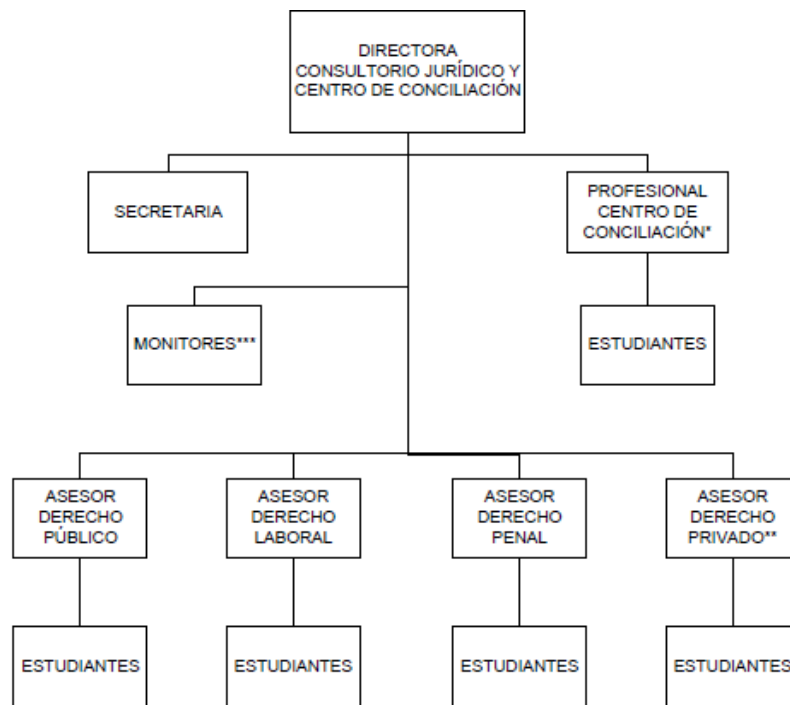 DIRECTORA
CONSULTORIO JURÍDICO Y
CENTRO DE CONCILIACIÓN
SECRETARIA
PROFESIONAL
CENTRO DE
CONCILIACIÓN*
MONITORES***
ESTUDIANTES
ASESOR
DERECHO
PÚBLICO
ASESOR
DERECHO
LABORAL
ASESOR
DERECHO
PENAL
ASESOR
DERECHO
PRIVADO**
ESTUDIANTES
ESTUDIANTES
ESTUDIANTES
ESTUDIANTES